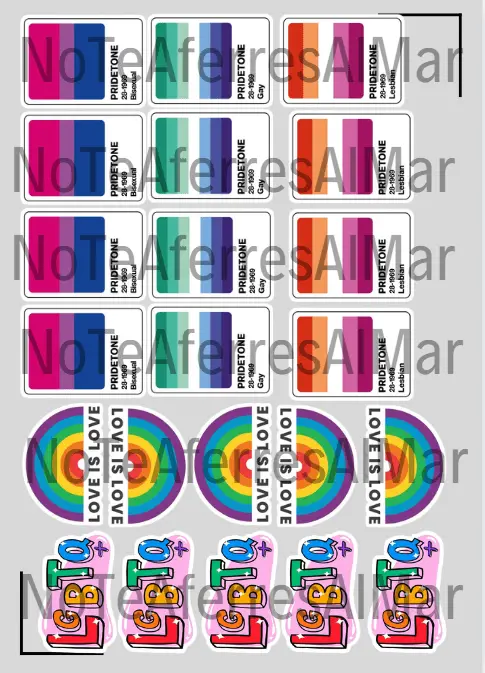 NoTeAferresAlMar
PRIDETONE
28-1969
Bisexual
PRIDETONE
28-1969
Gay
PRIDETONE
28-1969
Lesbian
NoTeAferresAlMar
PRIDETONE
28-1969
Bisexual
PRIDETONE
28-1969
Gay
PRIDETONE
28-1969
Lesbian
NoTeAferresAlMar
PRIDETONE
28-1969
Bisexual
PRIDETONE
28-1969
Gay
PRIDETONE
28-1969
Lesbian
NoTeAferresAlMar
PRIDETONE
28-1969
Bisexual
PRIDETONE
28-1969
Gay
PRIDETONE
28-1969
Lesbian
NoTeAferresAlMar
LOVE IS LOVE
LOVE IS LOVE
LOVE IS LOVE
LOVE IS LOVE
LOVE IS LOVE
NoTeAferresAlMar
LGBTQ+
LGBTQ+
LGBTQ+
LGBTQ+
LGBTQ+